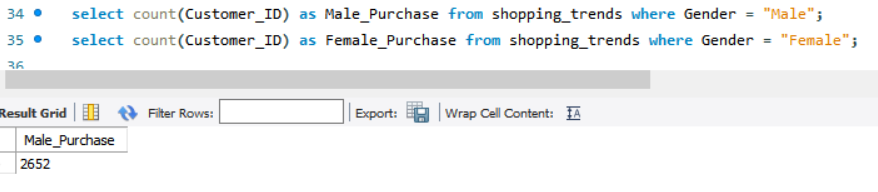 34 select count(Customer_ID) as Male_Purchase from shopping_trends where Gender = "Male";
35 select count(Customer_ID) as Female_Purchase from shopping_trends where Gender = "Female";
36
Result Grid Filter Rows: Export: Wrap Cell Content: IA
Male_Purchase
2652